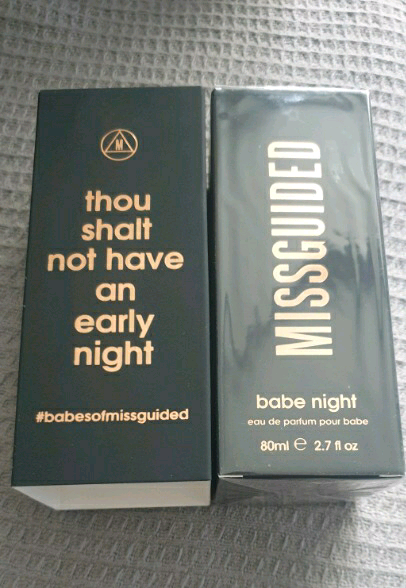 M
thou
shalt
not have
an
early
night
#babesofmissguided
MISSGUIDED
babe night
eau de parfum pour babe
80ml ℮ 2.7 fl oz